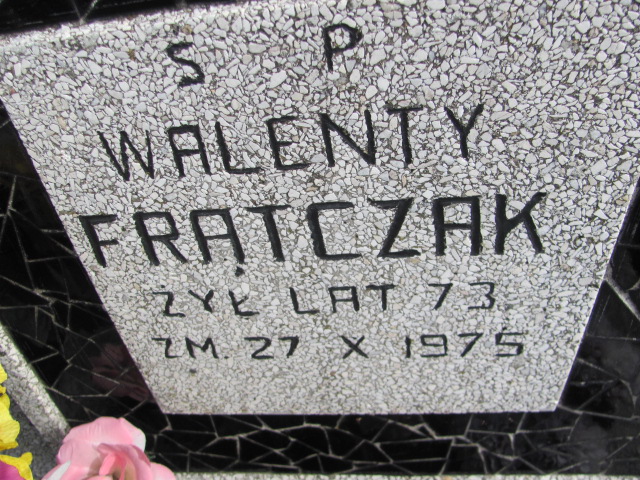 S P
WALENTY
FRĄTCZAK
ŻYŁ LAT 73
ZM. 27 X 1975